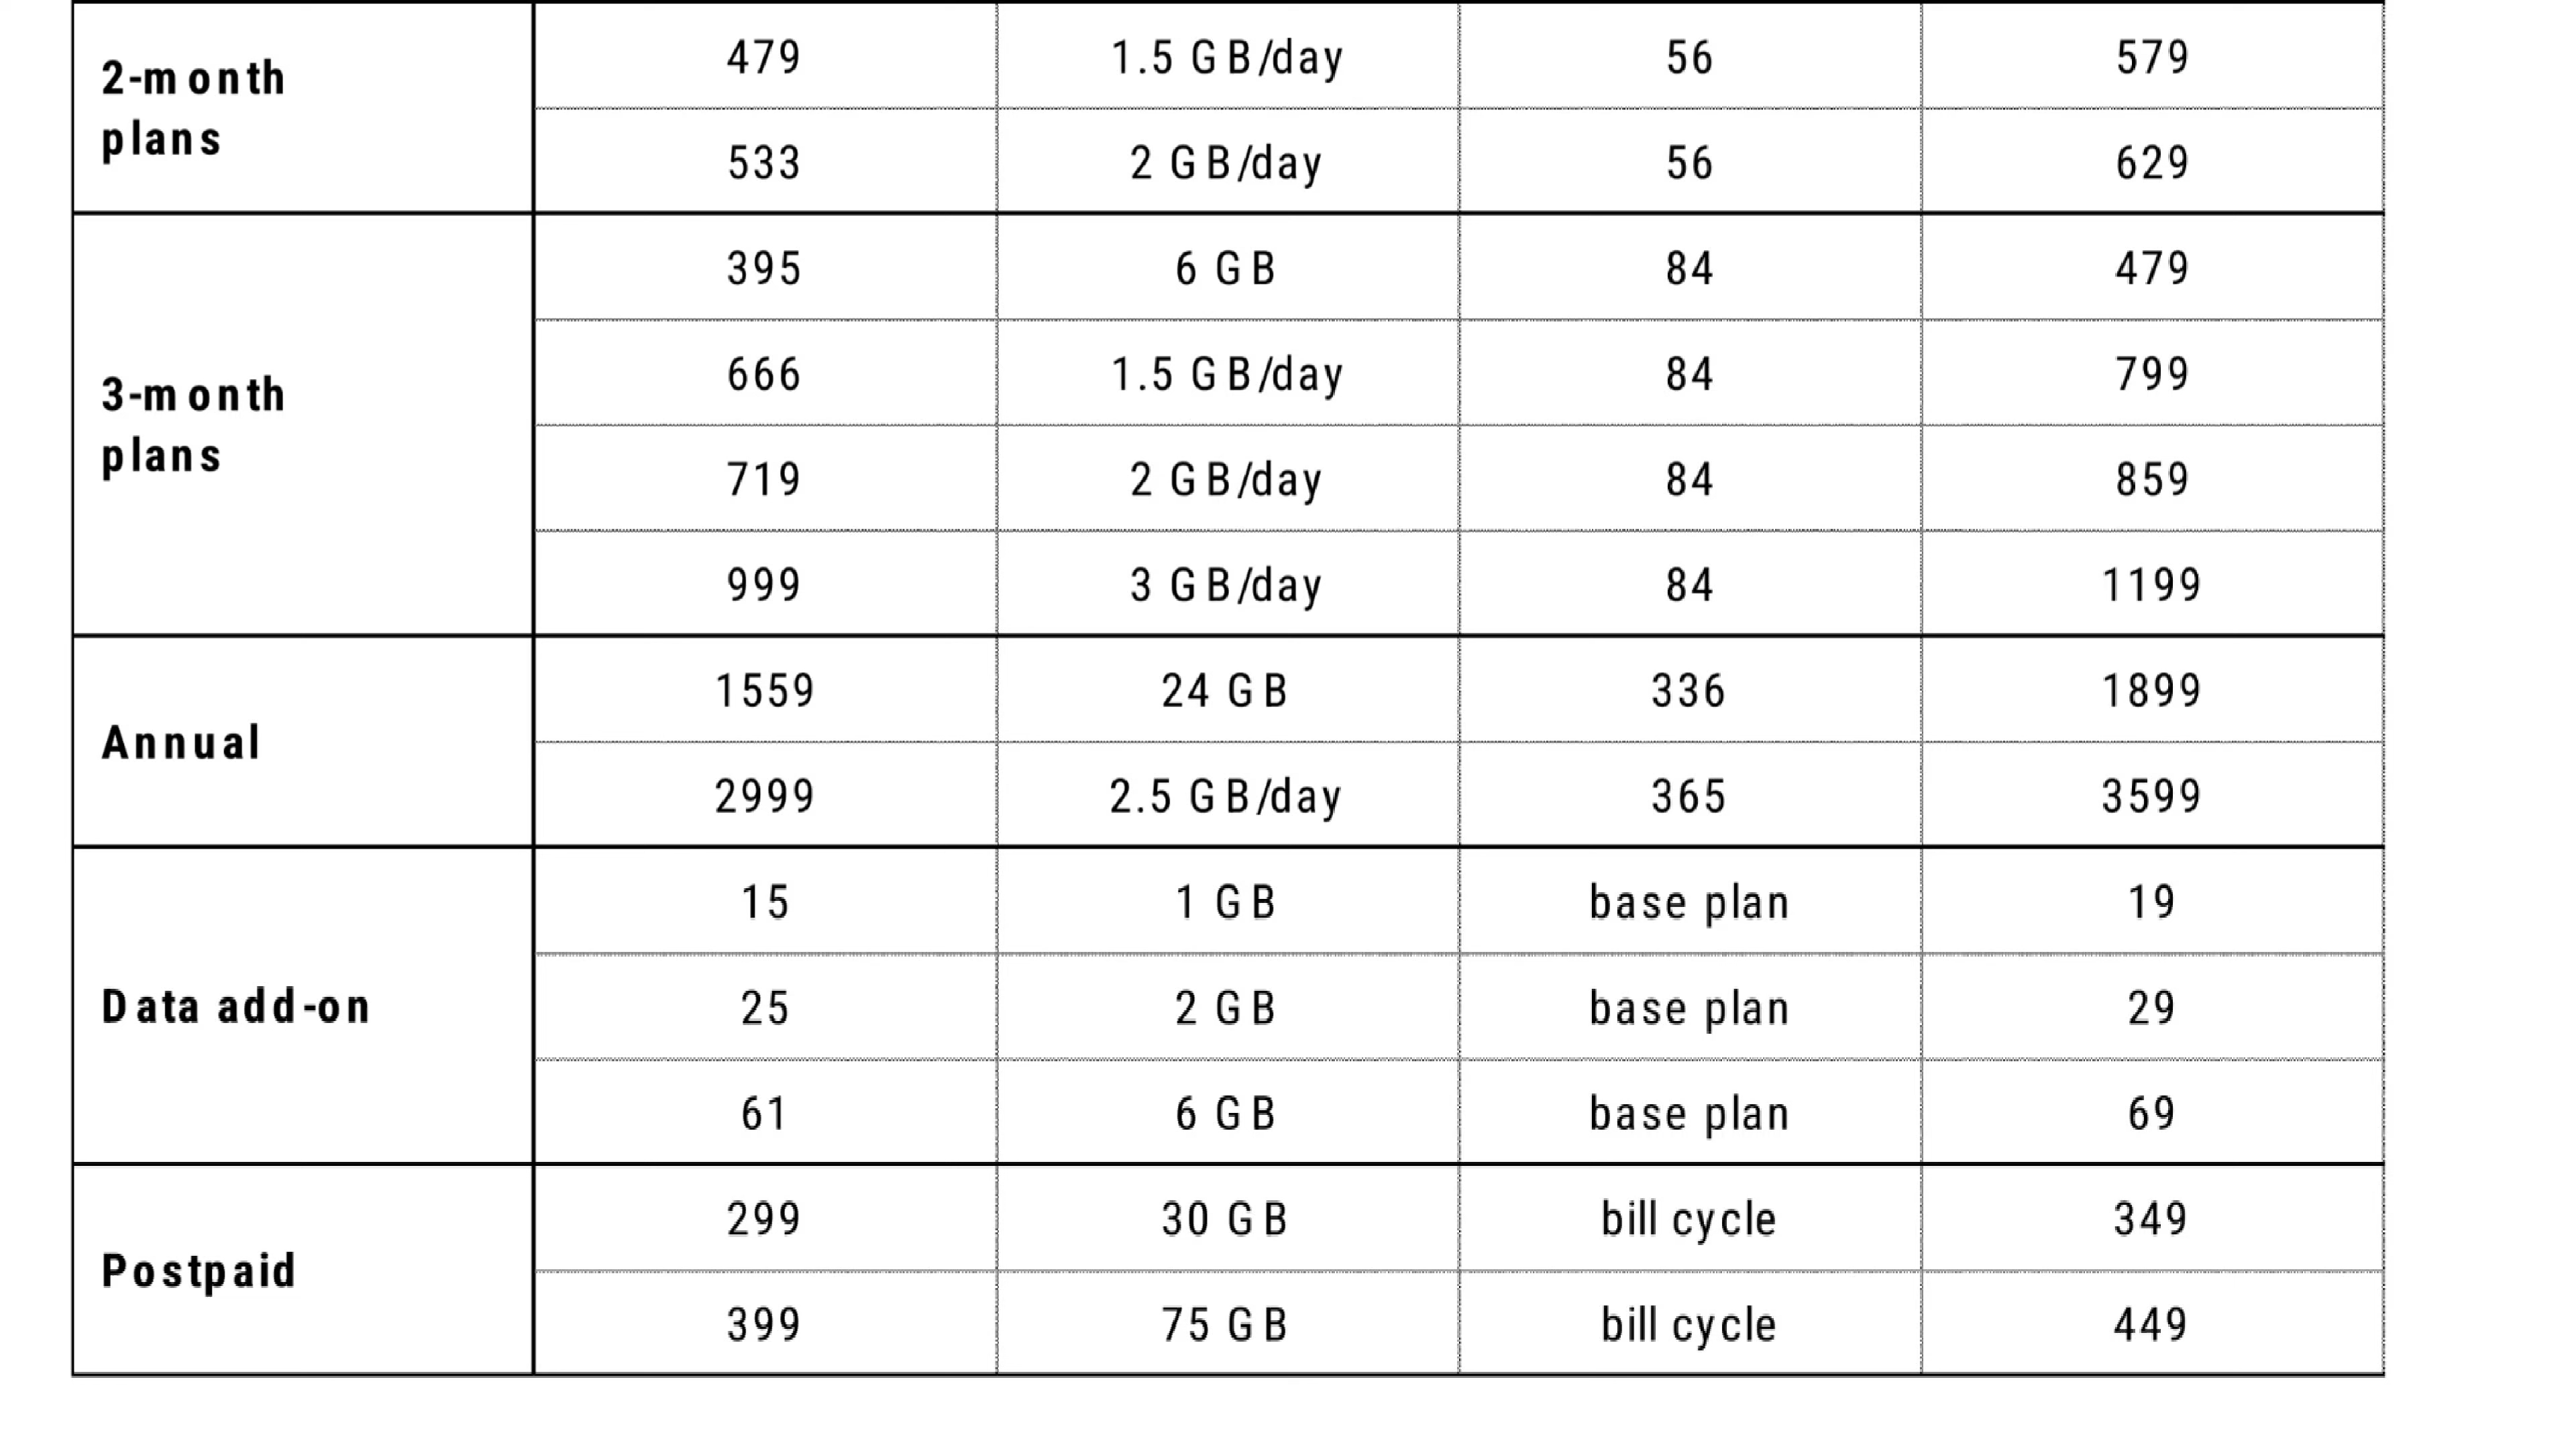 2-month
plans
479 1.5 GB/day 56 579
533 2 GB/day 56 629
3-month
plans
395 6 GB 84 479
666 1.5 GB/day 84 799
719 2 GB/day 84 859
999 3 GB/day 84 1199
Annual
1559 24 GB 336 1899
2999 2.5 GB/day 365 3599
Data add-on
15 1 GB base plan 19
25 2 GB base plan 29
61 6 GB base plan 69
Postpaid
299 30 GB bill cycle 349
399 75 GB bill cycle 449